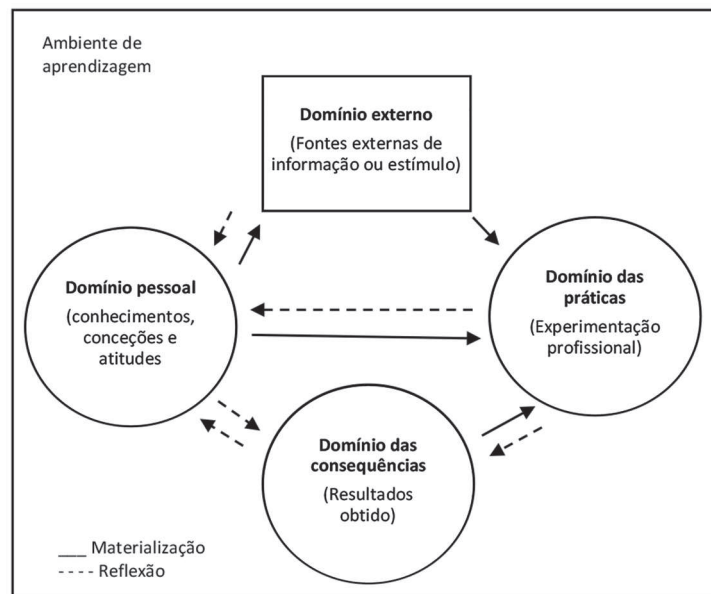 Ambiente de
aprendizagem
Domínio externo
(Fontes externas de
informação ou estímulo)
Domínio pessoal
(conhecimentos,
conceções e
atitudes
Domínio das
práticas
(Experimentação
profissional)
Domínio das
consequências
(Resultados
obtido)
___ Materialização
---- Reflexão